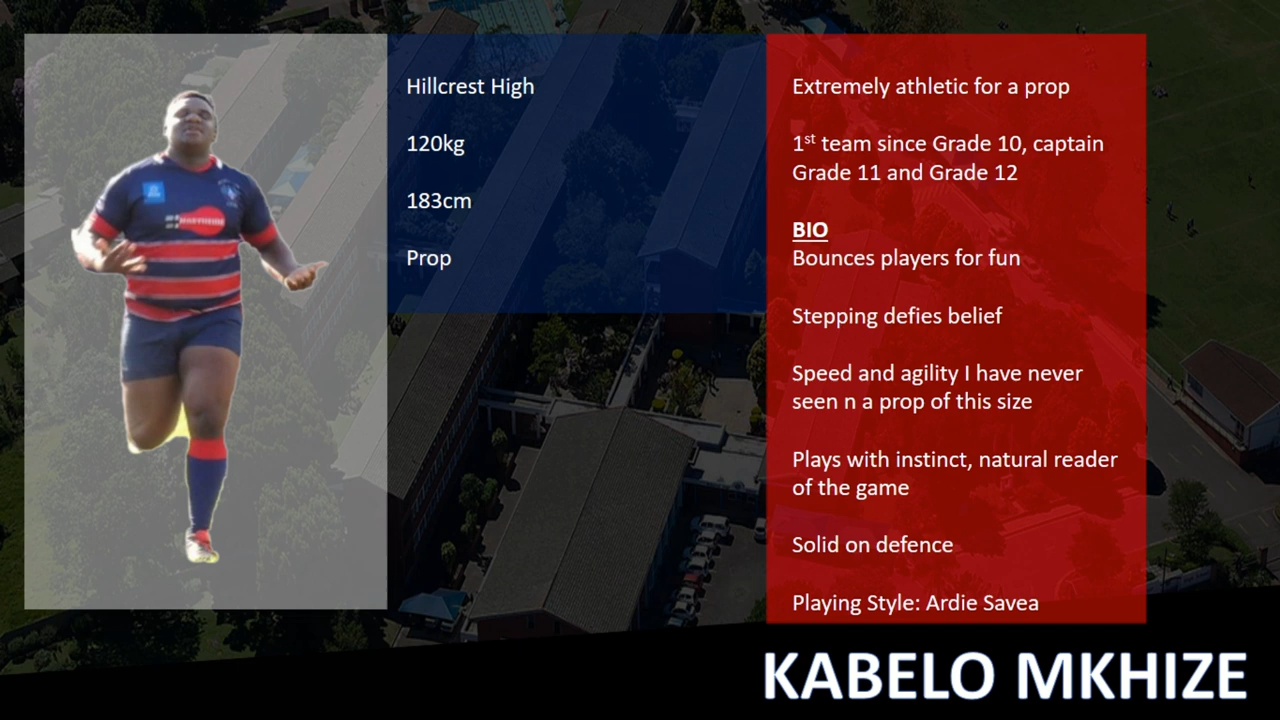 Hillcrest High
120kg
183cm
Prop
Extremely athletic for a prop
1st team since Grade 10, captain
Grade 11 and Grade 12
BIO
Bounces players for fun
Stepping defies belief
Speed and agility I have never
seen n a prop of this size
Plays with instinct, natural reader
of the game
Solid on defence
Playing Style: Ardie Savea
KABELO MKHIZE